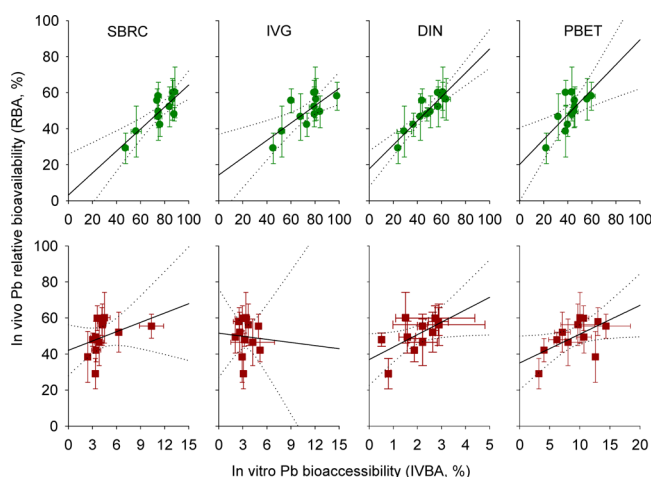 SBRC IVG DIN PBET
100
80
60
40
20
0
0 20 40 60 80 100 0 20 40 60 80 100 0 20 40 60 80 100 0 20 40 60 80 100
100
80
60
40
20
0
0 3 6 9 12 15 0 3 6 9 12 15 0 1 2 3 4 5 0 5 10 15 20
In vivo Pb relative bioavailability (RBA, %)
In vitro Pb bioaccessibility (IVBA, %)